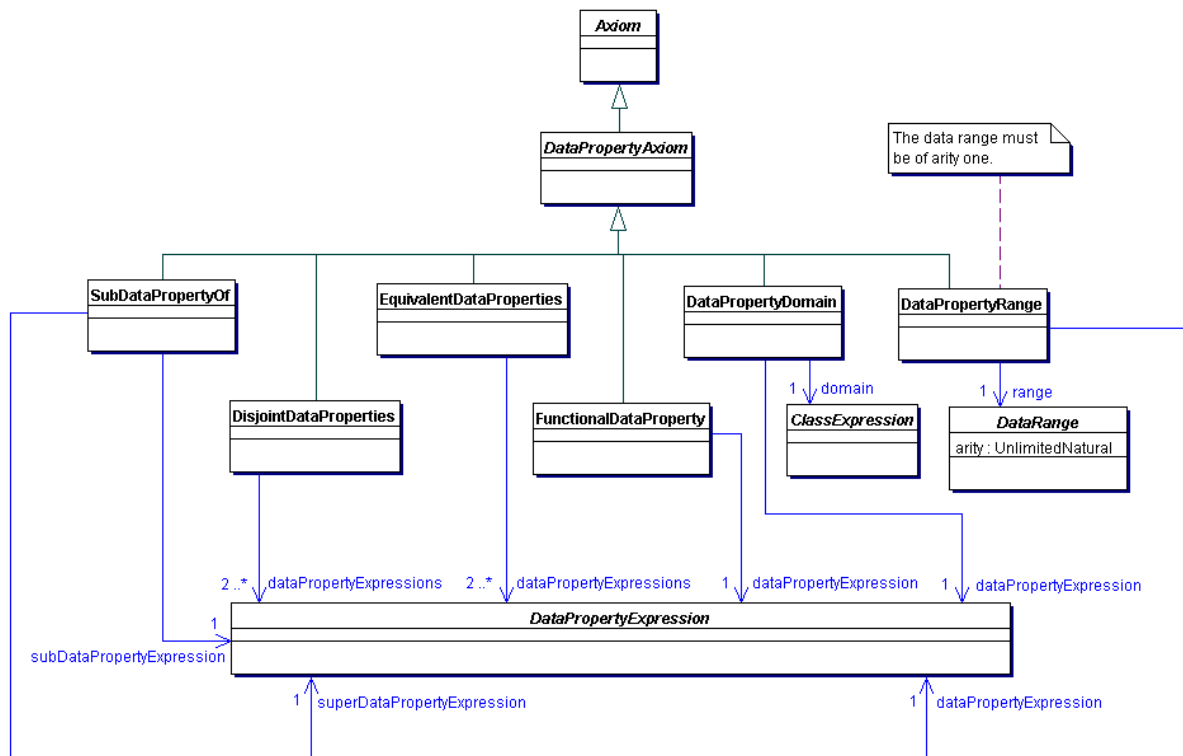 Axiom
DataPropertyAxiom
The data range must
be of arity one.
SubDataPropertyOf
EquivalentDataProperties
DataPropertyDomain
DataPropertyRange
1 domain
1 range
DisjointDataProperties
FunctionalDataProperty
ClassExpression
DataRange
arity : UnlimitedNatural
2 ..* dataPropertyExpressions
2 ..* dataPropertyExpressions
1 dataPropertyExpression
1 dataPropertyExpression
DataPropertyExpression
1
subDataPropertyExpression
1 superDataPropertyExpression
1 dataPropertyExpression